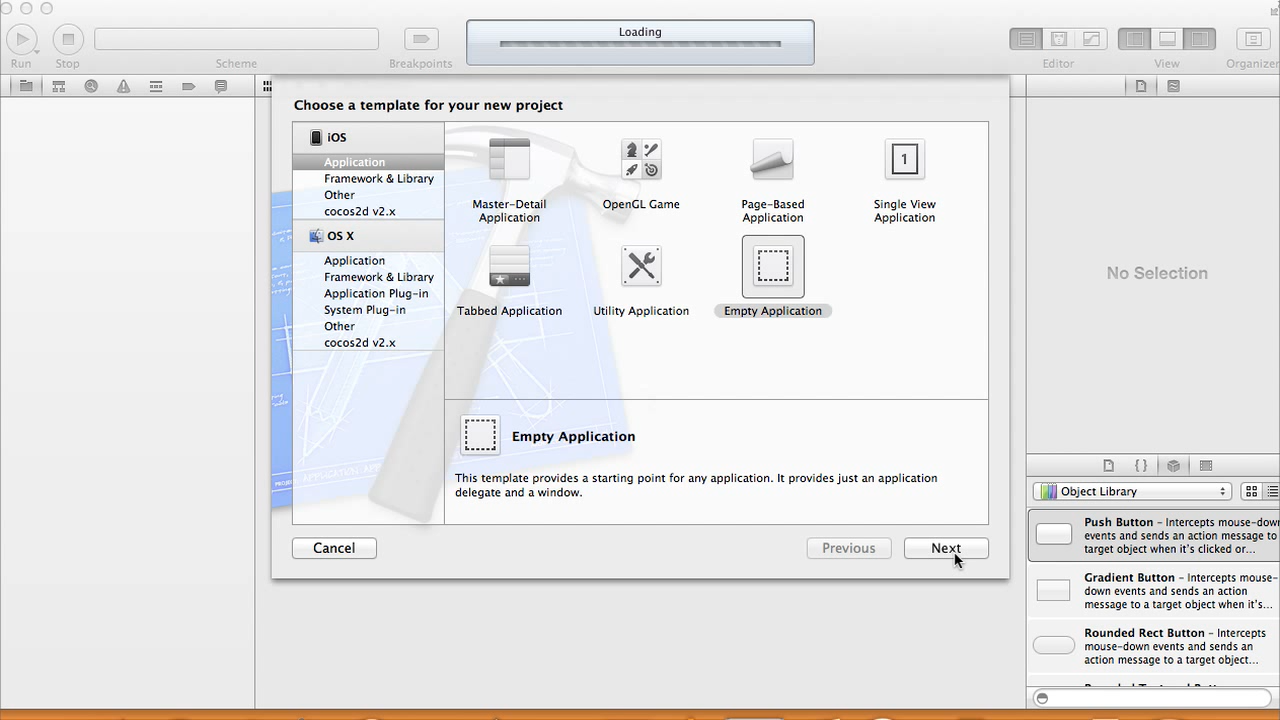 Loading
Run
Stop
Scheme
Breakpoints
Editor
View
Organizer
Choose a template for your new project
iOS
Application
Framework & Library
Other
cocos2d v2.x
OS X
Application
Framework & Library
Application Plug-in
System Plug-in
Other
cocos2d v2.x
Master-Detail
Application
OpenGL Game
Page-Based
Application
1
Single View
Application
Tabbed Application
Utility Application
Empty Application
Empty Application
This template provides a starting point for any application. It provides just an application
delegate and a window.
Cancel
Previous
Next
No Selection
{ }
Object Library
Push Button – Intercepts mouse-down
events and sends an action message to
target object when it's clicked or...
Gradient Button – Intercepts mouse-
down events and sends an action
message to a target object when it's...
Rounded Rect Button – Intercepts
mouse-down events and sends an
action message to a target object...